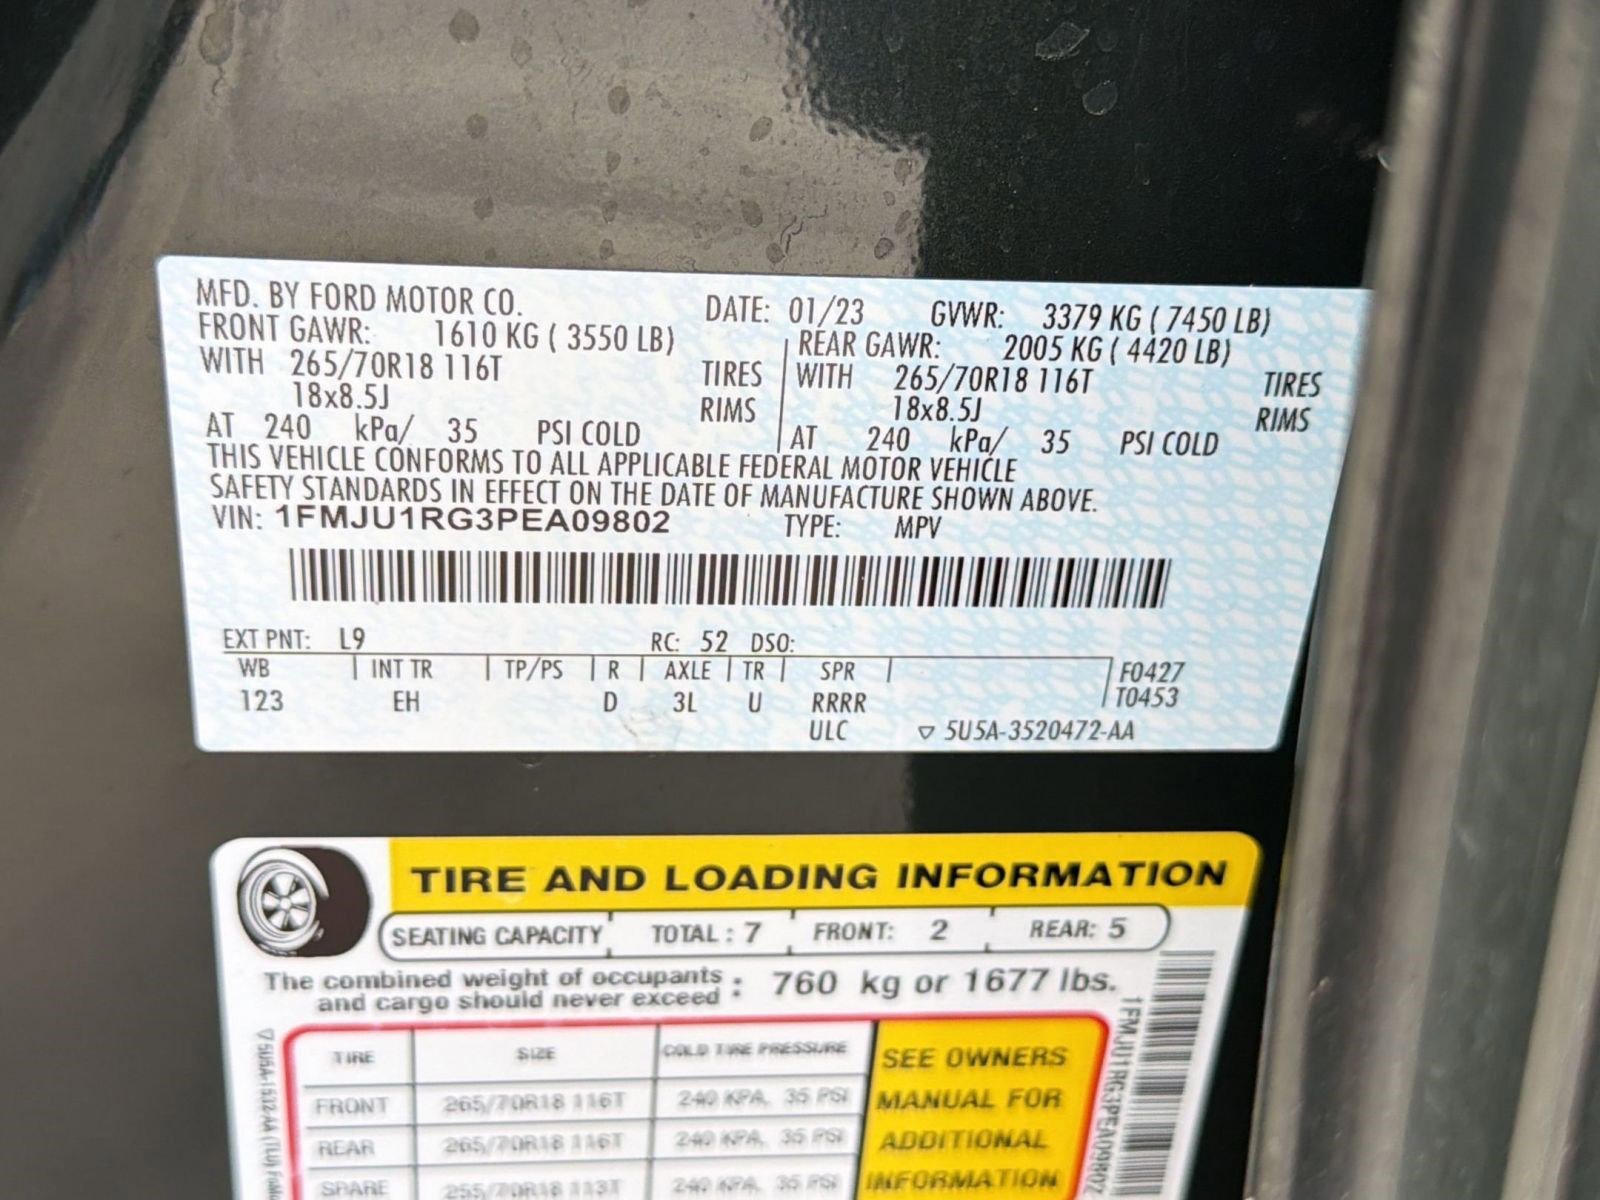 MFD. BY FORD MOTOR CO. DATE: 01/23 GVWR: 3379 KG ( 7450 LB)
FRONT GAWR: 1610 KG ( 3550 LB) REAR GAWR: 2005 KG ( 4420 LB)
WITH 265/70R18 116T TIRES WITH 265/70R18 116T TIRES
18x8.5J RIMS 18x8.5J RIMS
AT 240 kPa/ 35 PSI COLD AT 240 kPa/ 35 PSI COLD
THIS VEHICLE CONFORMS TO ALL APPLICABLE FEDERAL MOTOR VEHICLE
SAFETY STANDARDS IN EFFECT ON THE DATE OF MANUFACTURE SHOWN ABOVE.
VIN: 1FMJU1RG3PEA09802 TYPE: MPV
EXT PNT: L9 RC: 52 DSO:
WB INT TR TP/PS R AXLE TR SPR F0427
123 EH D 3L U RRRR T0453
ULC ▽ 5U5A-3520472-AA
TIRE AND LOADING INFORMATION
SEATING CAPACITY TOTAL : 7 FRONT: 2 REAR: 5
The combined weight of occupants
and cargo should never exceed : 760 kg or 1677 lbs.
TIRE SIZE COLD TIRE PRESSURE SEE OWNERS
FRONT 265/70R18 116T 240 KPA, 35 PSI MANUAL FOR
REAR 265/70R18 116T 240 KPA, 35 PSI ADDITIONAL
SPARE 255/70R18 113T 240 KPA, 35 PSI INFORMATION
1FMJU1RG3PEA09802